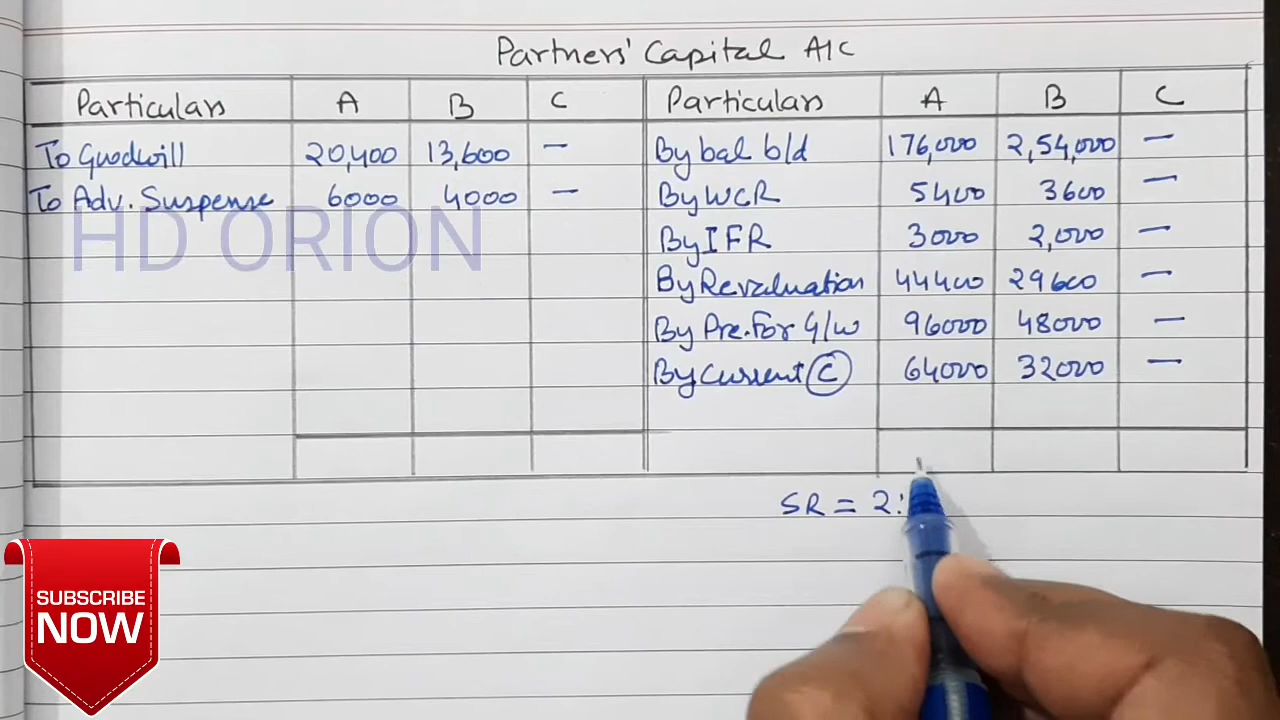 Partners' Capital A/C
Particulars A B C Particulars A B C
To Goodwill 20,400 13,600 — By bal b/d 176,000 2,54,000 —
To Adv. Suspense 6000 4000 — By WCR 5400 3600 —
HD ORION
By IFR 3000 2,000 —
By Revaluation 44400 29600 —
By Pre. For G/W 96000 48000 —
By Current C 64000 32000 —
SR = 2:
SUBSCRIBE
NOW